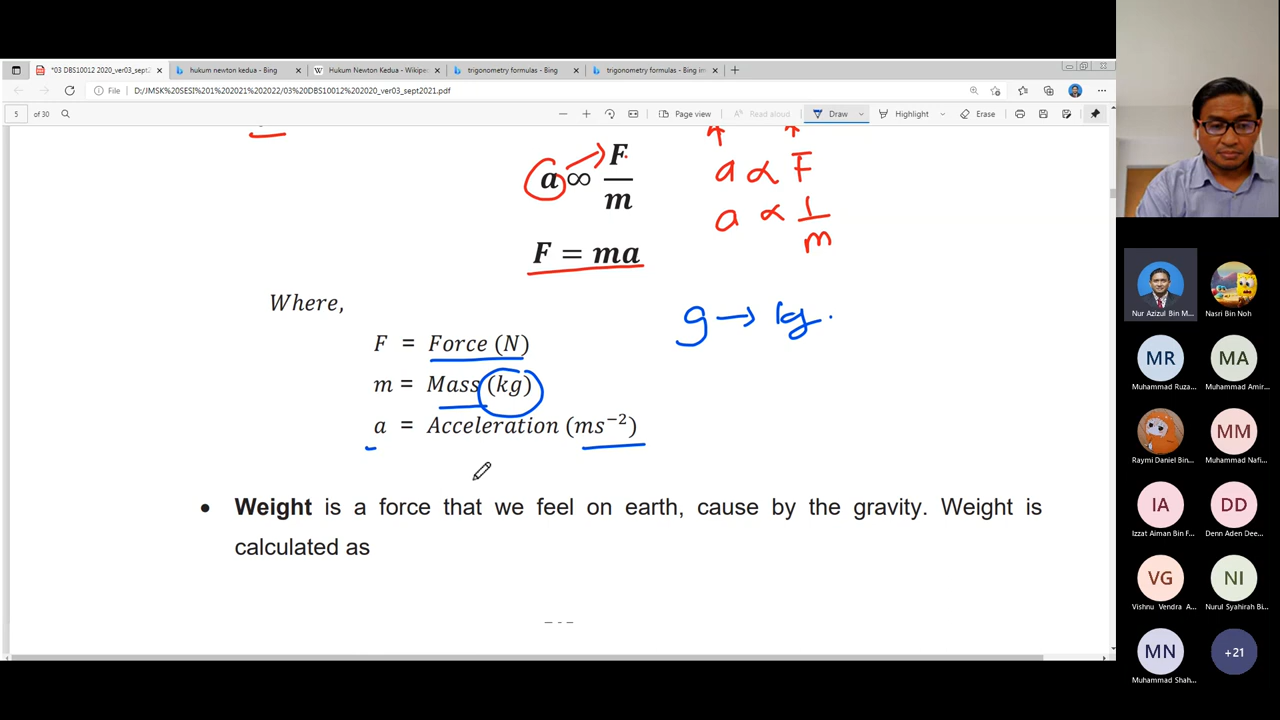 *03 DBS10012 2020_ver03_sept2
hukum newton kedua - Bing
Hukum Newton Kedua - Wikipe
trigonometry formulas - Bing
trigonometry formulas - Bing im
File
D:/JMSK%20SESI%201%202021%202022/03%20DBS10012%202020_ver03_sept2021.pdf
5 of 30
Page view
Read aloud
Draw
Highlight
a ∞ F/m
a ∝ F
a ∝ 1/m
F = ma
Where,
g → kg.
F = Force (N)
m = Mass (kg)
a = Acceleration (ms⁻²)
• Weight is a force that we feel on earth, cause by the gravity. Weight is
calculated as
Nur Azizul Bin M...
Nasri Bin Noh
MR
Muhammad Ruza...
MA
Muhammad Amir...
Raymi Daniel Bin...
MM
Muhammad Nafi...
IA
Izzat Aiman Bin F...
DD
Denn Aden Dee...
VG
Vishnu Vendra A...
NI
Nurul Syahirah Bi...
MN
Muhammad Shah...
+21